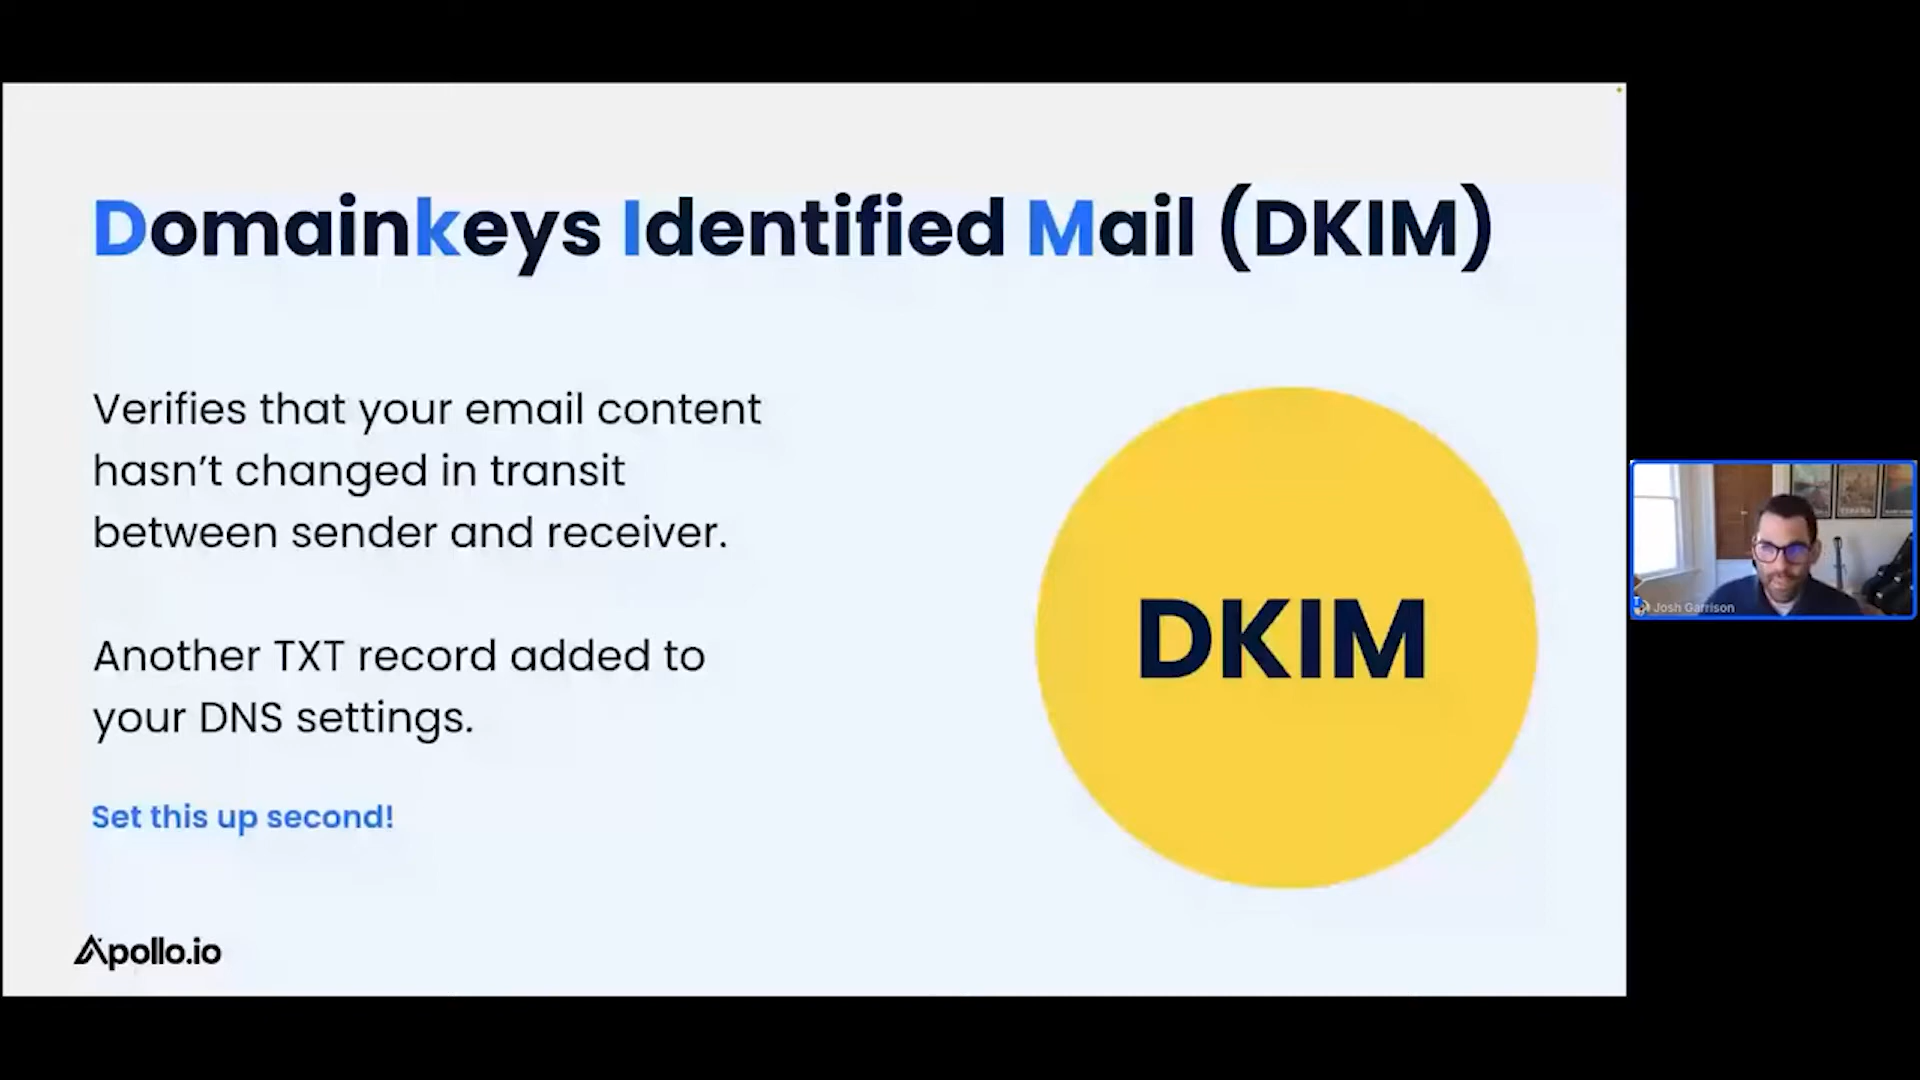 Domainkeys Identified Mail (DKIM)
Verifies that your email content
hasn't changed in transit
between sender and receiver.
Another TXT record added to
your DNS settings.
Set this up second!
DKIM
Apollo.io
Josh Garrison